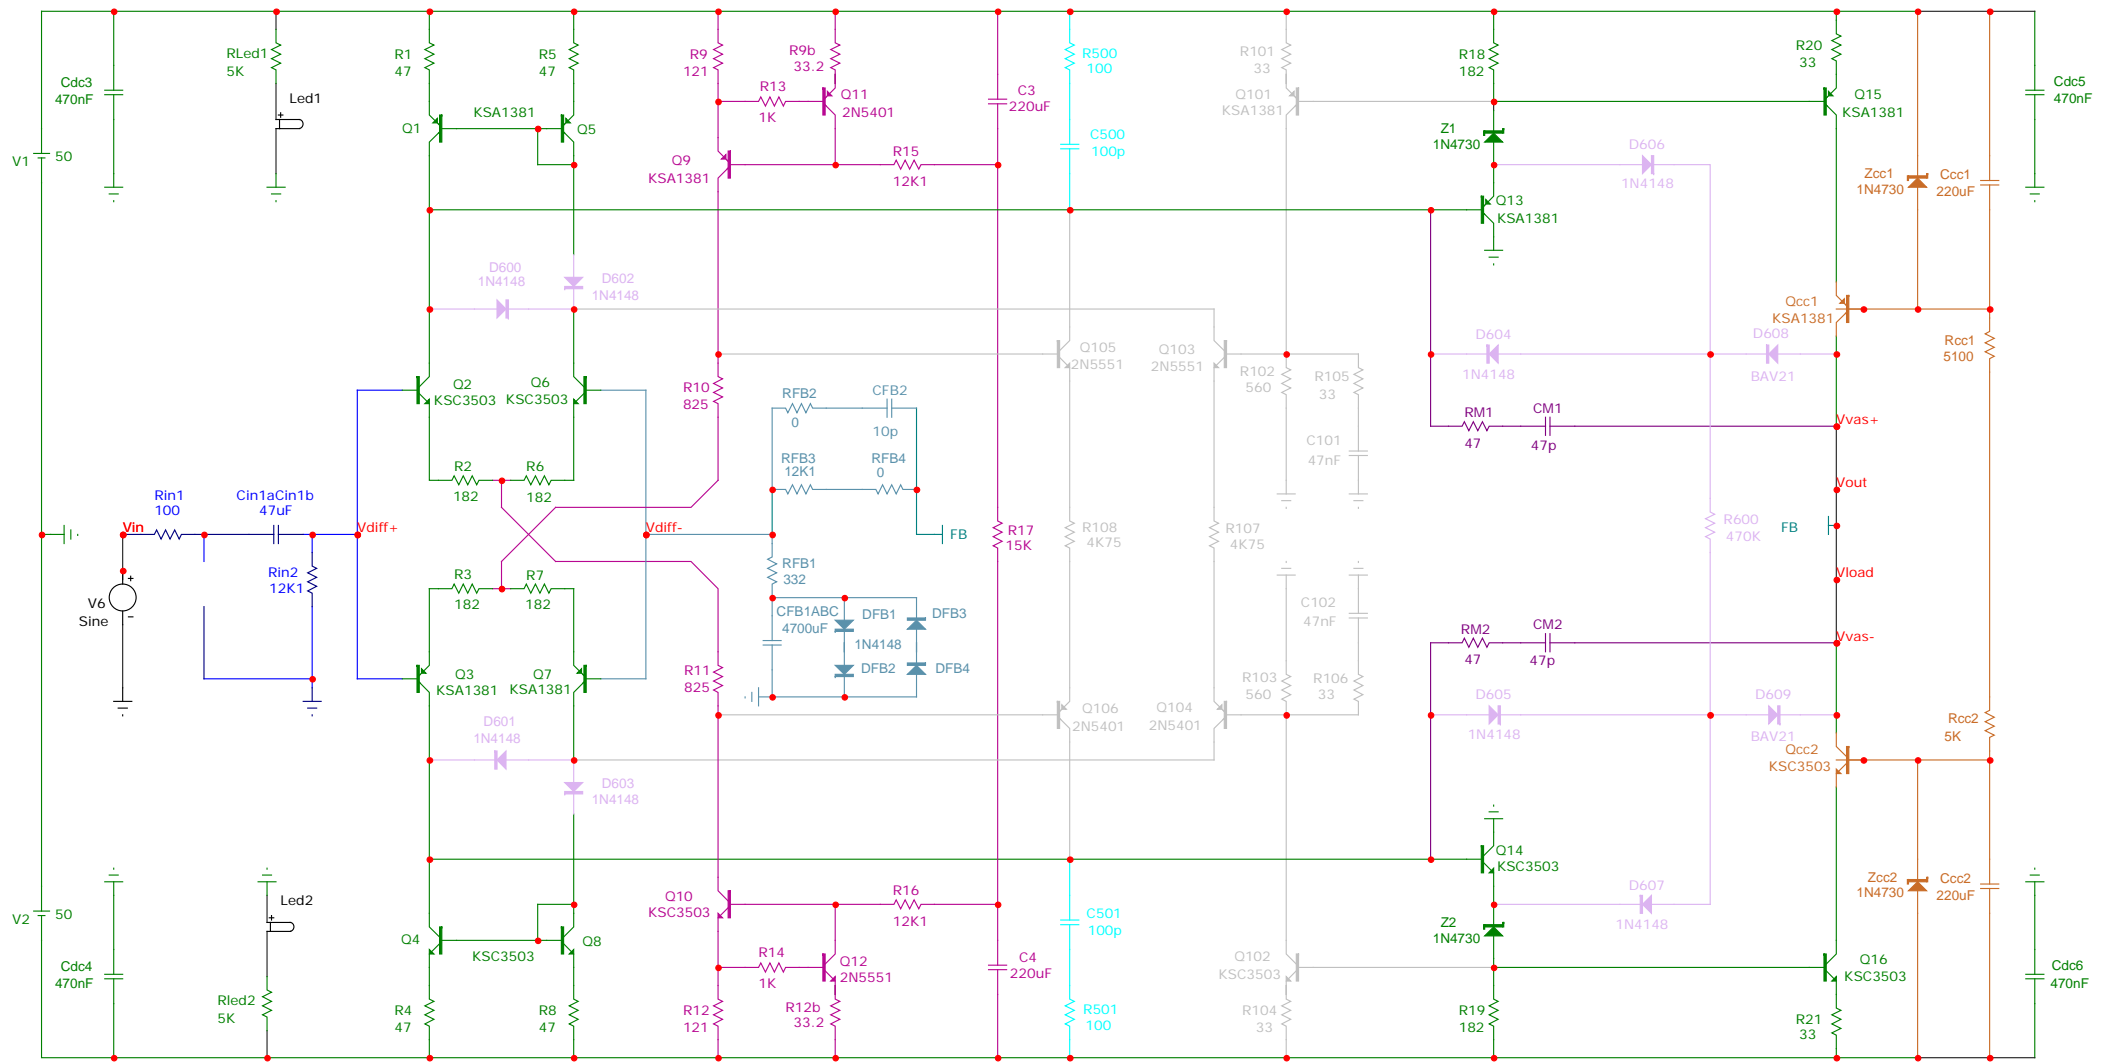 R1
47
R5
47
R9
121
R9b
33.2
R500
100
R101
33
R18
182
R20
33
RLed1
5K
Cdc3
470nF
Led1
KSA1381
Q1
Q5
R13
1K
Q11
2N5401
C3
220uF
Q101
KSA1381
Q15
KSA1381
Cdc5
470nF
V1
50
Q9
KSA1381
R15
12K1
C500
100p
Z1
1N4730
D606
1N4148
Zcc1
1N4730
Ccc1
220uF
Q13
KSA1381
D600
1N4148
D602
1N4148
Qcc1
KSA1381
Q105
2N5551
Q103
2N5551
D604
1N4148
D608
BAV21
Rcc1
5100
Q2
KSC3503
Q6
KSC3503
R10
825
RFB2
0
CFB2
10p
R102
560
R105
33
RM1
47
CM1
47p
Vvas+
R2
182
R6
182
RFB3
12K1
RFB4
0
C101
47nF
Vout
Rin1
100
Cin1aCin1b
47uF
Vin
Vdiff+
Vdiff-
FB
R17
15K
R108
4K75
R107
4K75
R600
470K
FB
Rin2
12K1
R3
182
R7
182
RFB1
332
Vload
V6
Sine
CFB1ABC
4700uF
DFB1
1N4148
DFB3
DFB2
DFB4
C102
47nF
RM2
47
CM2
47p
Vvas-
Q3
KSA1381
Q7
KSA1381
R11
825
R103
560
R106
33
Q106
2N5401
Q104
2N5401
D605
1N4148
D609
BAV21
Rcc2
5K
D601
1N4148
D603
1N4148
Qcc2
KSC3503
Q14
KSC3503
Led2
V2
50
Q10
KSC3503
R16
12K1
C501
100p
D607
1N4148
Zcc2
1N4730
Ccc2
220uF
Q4
KSC3503
Q8
Z2
1N4730
Cdc4
470nF
R14
1K
Q12
2N5551
C4
220uF
Q102
KSC3503
Q16
KSC3503
Cdc6
470nF
Rled2
5K
R4
47
R8
47
R12
121
R12b
33.2
R501
100
R104
33
R19
182
R21
33